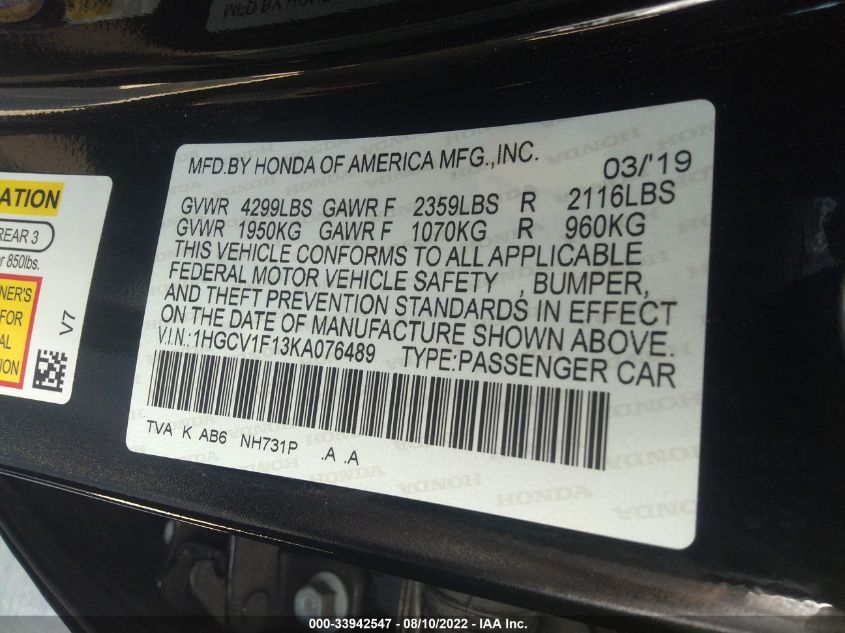 MFD.BY HONDA OF AMERICA MFG.,INC. 03/'19
GVWR 4299LBS GAWR F 2359LBS R 2116LBS
GVWR 1950KG GAWR F 1070KG R 960KG
THIS VEHICLE CONFORMS TO ALL APPLICABLE
FEDERAL MOTOR VEHICLE SAFETY , BUMPER,
AND THEFT PREVENTION STANDARDS IN EFFECT
ON THE DATE OF MANUFACTURE SHOWN ABOVE.
V.I.N.:1HGCV1F13KA076489 TYPE:PASSENGER CAR
TVA K AB6 NH731P .A .A
REAR 3
850lbs.
FOR
V7
000-33942547 - 08/10/2022 - IAA Inc.